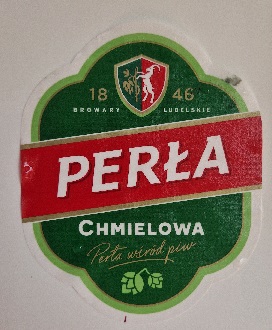 18 46
BROWARY LUBELSKIE
PERŁA
CHMIELOWA
Perła wśród piw